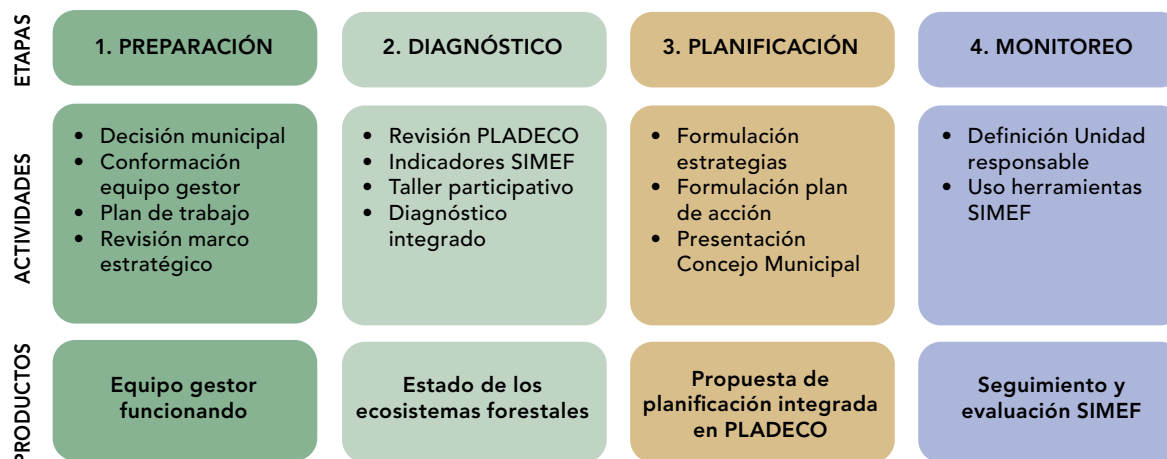 ETAPAS
1. PREPARACIÓN
2. DIAGNÓSTICO
3. PLANIFICACIÓN
4. MONITOREO
ACTIVIDADES
• Decisión municipal
• Conformación
equipo gestor
• Plan de trabajo
• Revisión marco
estratégico
• Revisión PLADECO
• Indicadores SIMEF
• Taller participativo
• Diagnóstico
integrado
• Formulación
estrategias
• Formulación plan
de acción
• Presentación
Concejo Municipal
• Definición Unidad
responsable
• Uso herramientas
SIMEF
PRODUCTOS
Equipo gestor
funcionando
Estado de los
ecosistemas forestales
Propuesta de
planificación integrada
en PLADECO
Seguimiento y
evaluación SIMEF